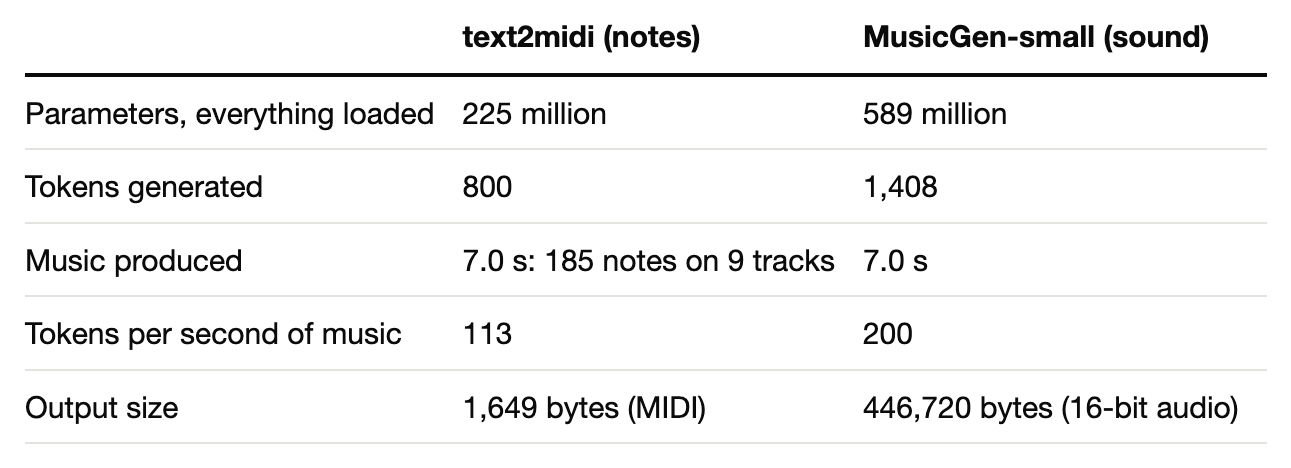 text2midi (notes) MusicGen-small (sound)
Parameters, everything loaded 225 million 589 million
Tokens generated 800 1,408
Music produced 7.0 s: 185 notes on 9 tracks 7.0 s
Tokens per second of music 113 200
Output size 1,649 bytes (MIDI) 446,720 bytes (16-bit audio)